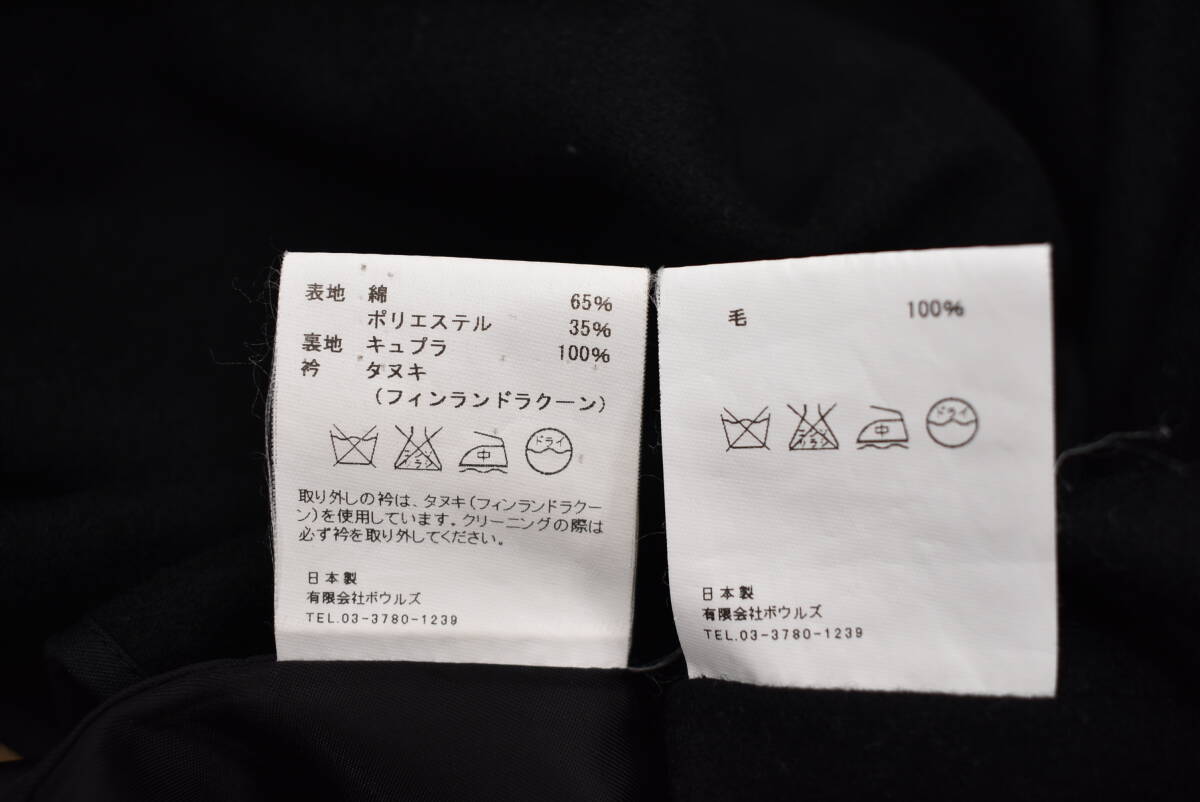 表地 綿 65%
ポリエステル 35%
裏地 キュプラ 100%
衿 タヌキ
(フィンランドラクーン)
中 ドライ
取り外しの衿は、タヌキ(フィンランドラクー
ン)を使用しています。クリーニングの際は
必ず衿を取り外してください。
日本製
有限会社ボウルズ
TEL.03-3780-1239
毛 100%
中 ドライ
日本製
有限会社ボウルズ
TEL.03-3780-1239